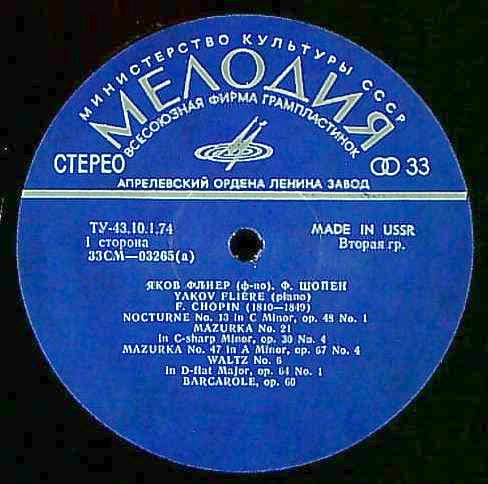 МИНИСТЕРСТВО КУЛЬТУРЫ СССР
МЕЛОДИЯ
ВСЕСОЮЗНАЯ ФИРМА ГРАМПЛАСТИНОК
СТЕРЕО
33
АПРЕЛЕВСКИЙ ОРДЕНА ЛЕНИНА ЗАВОД
ТУ-43.10.1.74
MADE IN USSR
1 сторона
Вторая гр.
33СМ—03265(а)
ЯКОВ ФЛИЕР (ф-по). Ф. ШОПЕН
YAKOV FLIERE (piano)
F. CHOPIN (1810—1849)
NOCTURNE No. 13 in C Minor, op. 48 No. 1
MAZURKA No. 21
in C-sharp Minor, op. 30 No. 4
MAZURKA No. 47 in A Minor, op. 67 No. 4
WALTZ No. 6
in D-flat Major, op. 64 No. 1
BARCAROLE, op. 60